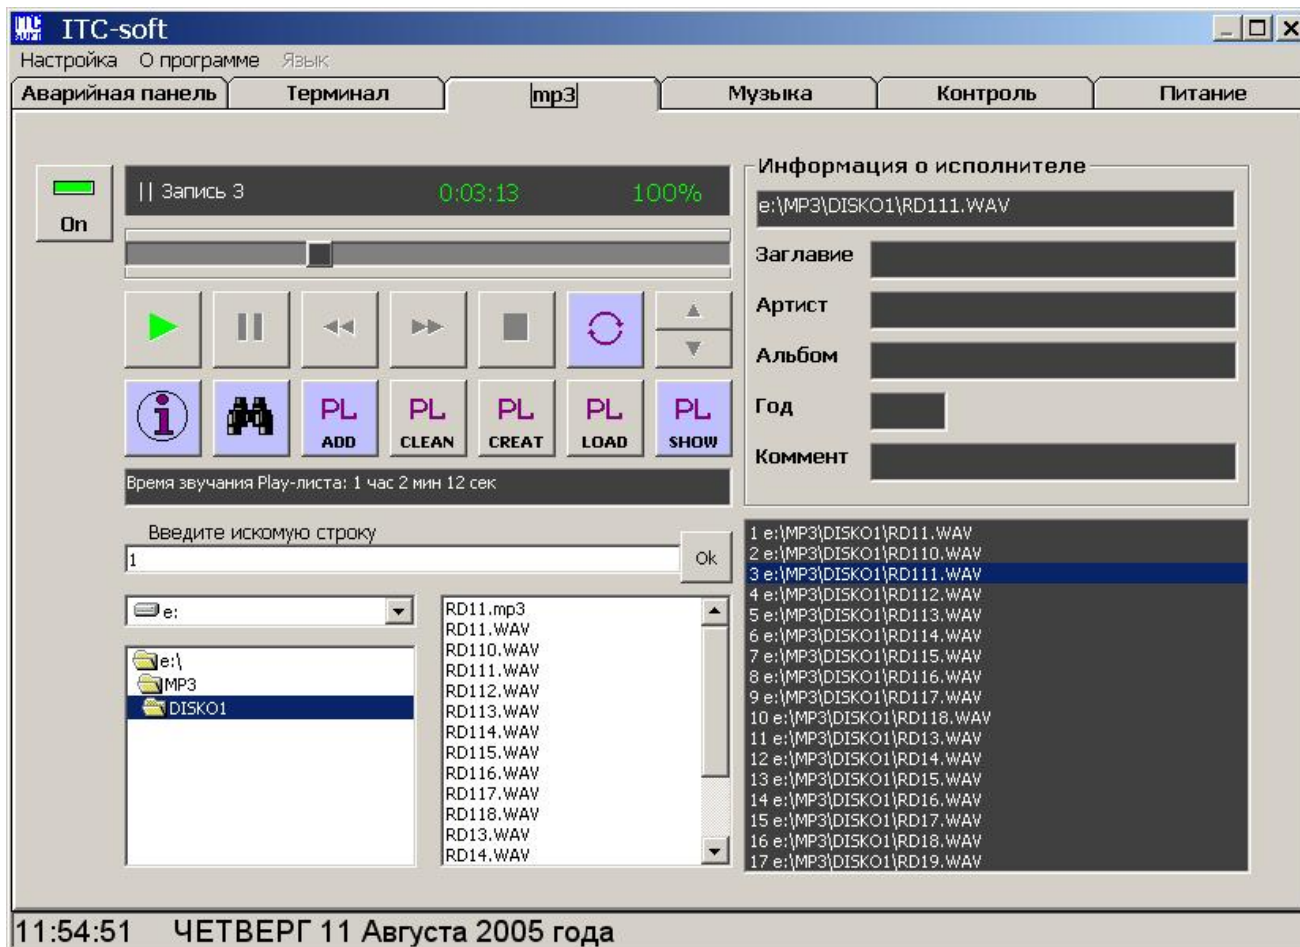 ITC-soft
Настройка О программе Язык
Аварийная панель Терминал mp3 Музыка Контроль Питание
On
|| Запись 3 0:03:13 100%
PL ADD
PL CLEAN
PL CREAT
PL LOAD
PL SHOW
Время звучания Play-листа: 1 час 2 мин 12 сек
Введите искомую строку
1
Ok
e:
e:\
MP3
DISKO1
RD11.mp3
RD11.WAV
RD110.WAV
RD111.WAV
RD112.WAV
RD113.WAV
RD114.WAV
RD115.WAV
RD116.WAV
RD117.WAV
RD118.WAV
RD13.WAV
RD14.WAV
Информация о исполнителе
e:\MP3\DISKO1\RD111.WAV
Заглавие
Артист
Альбом
Год
Коммент
1 e:\MP3\DISKO1\RD11.WAV
2 e:\MP3\DISKO1\RD110.WAV
3 e:\MP3\DISKO1\RD111.WAV
4 e:\MP3\DISKO1\RD112.WAV
5 e:\MP3\DISKO1\RD113.WAV
6 e:\MP3\DISKO1\RD114.WAV
7 e:\MP3\DISKO1\RD115.WAV
8 e:\MP3\DISKO1\RD116.WAV
9 e:\MP3\DISKO1\RD117.WAV
10 e:\MP3\DISKO1\RD118.WAV
11 e:\MP3\DISKO1\RD13.WAV
12 e:\MP3\DISKO1\RD14.WAV
13 e:\MP3\DISKO1\RD15.WAV
14 e:\MP3\DISKO1\RD16.WAV
15 e:\MP3\DISKO1\RD17.WAV
16 e:\MP3\DISKO1\RD18.WAV
17 e:\MP3\DISKO1\RD19.WAV
11:54:51 ЧЕТВЕРГ 11 Августа 2005 года